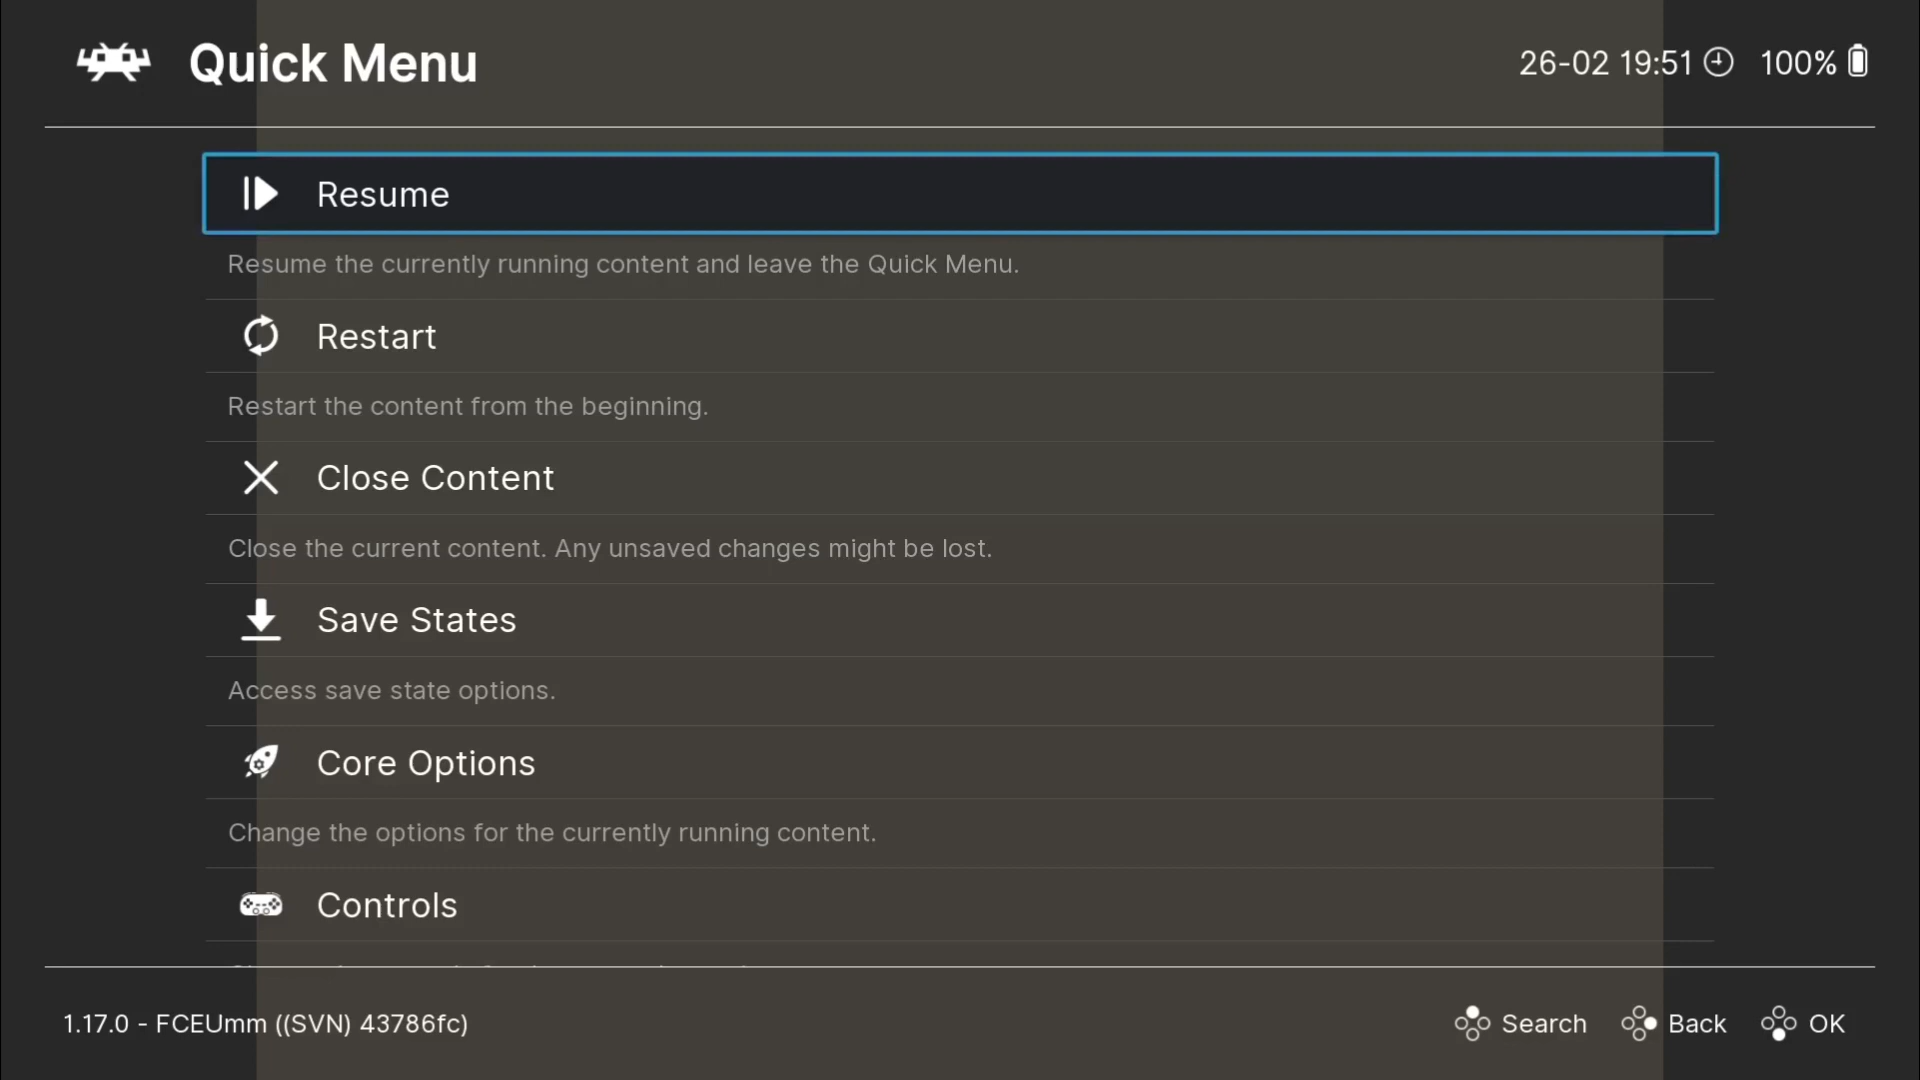 Quick Menu
26-02 19:51 100%
Resume
Resume the currently running content and leave the Quick Menu.
Restart
Restart the content from the beginning.
Close Content
Close the current content. Any unsaved changes might be lost.
Save States
Access save state options.
Core Options
Change the options for the currently running content.
Controls
1.17.0 - FCEUmm ((SVN) 43786fc)
Search Back OK